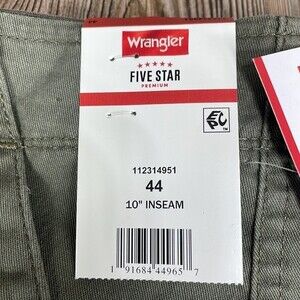 Wrangler
FIVE STAR
PREMIUM
112314951
44
10" INSEAM
1 91684 44965 7